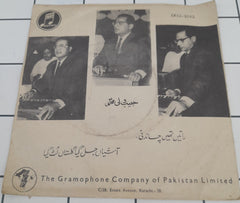 حبیب ولی محمد
راتیں تھیں چاندنی
آشیاں جل گیا گلستاں لٹ گیا
The Gramophone Company of Pakistan Limited